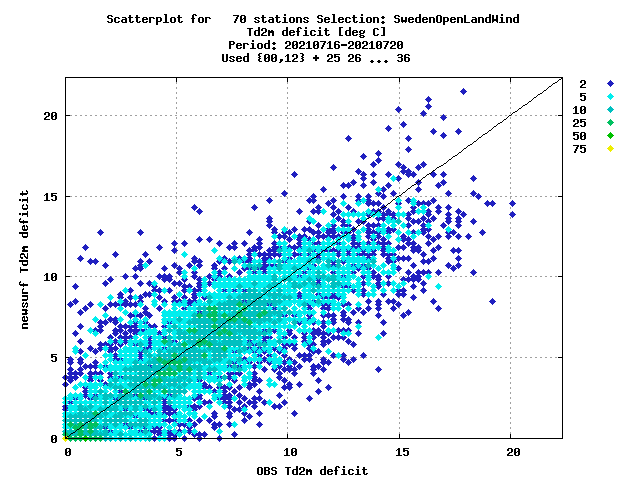 Scatterplot for   70 stations Selection: SwedenOpenLandWind
Td2m deficit [deg C]
Period: 20210716-20210720
Used {00,12} + 25 26 ... 36
2
5
10
25
50
75
newsurf Td2m deficit
20
15
10
5
0
0 5 10 15 20
OBS Td2m deficit